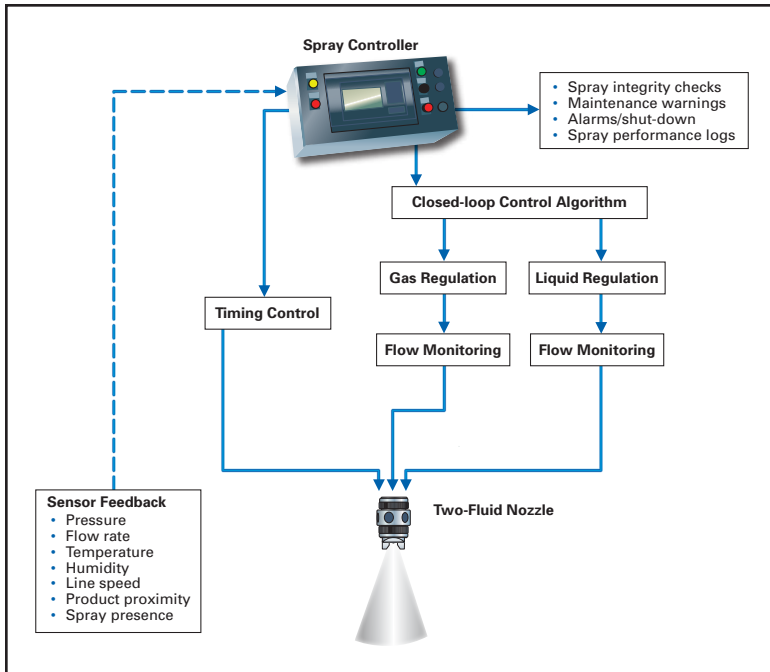 Spray Controller
• Spray integrity checks
• Maintenance warnings
• Alarms/shut-down
• Spray performance logs
Closed-loop Control Algorithm
Gas Regulation
Liquid Regulation
Timing Control
Flow Monitoring
Flow Monitoring
Sensor Feedback
• Pressure
• Flow rate
• Temperature
• Humidity
• Line speed
• Product proximity
• Spray presence
Two-Fluid Nozzle